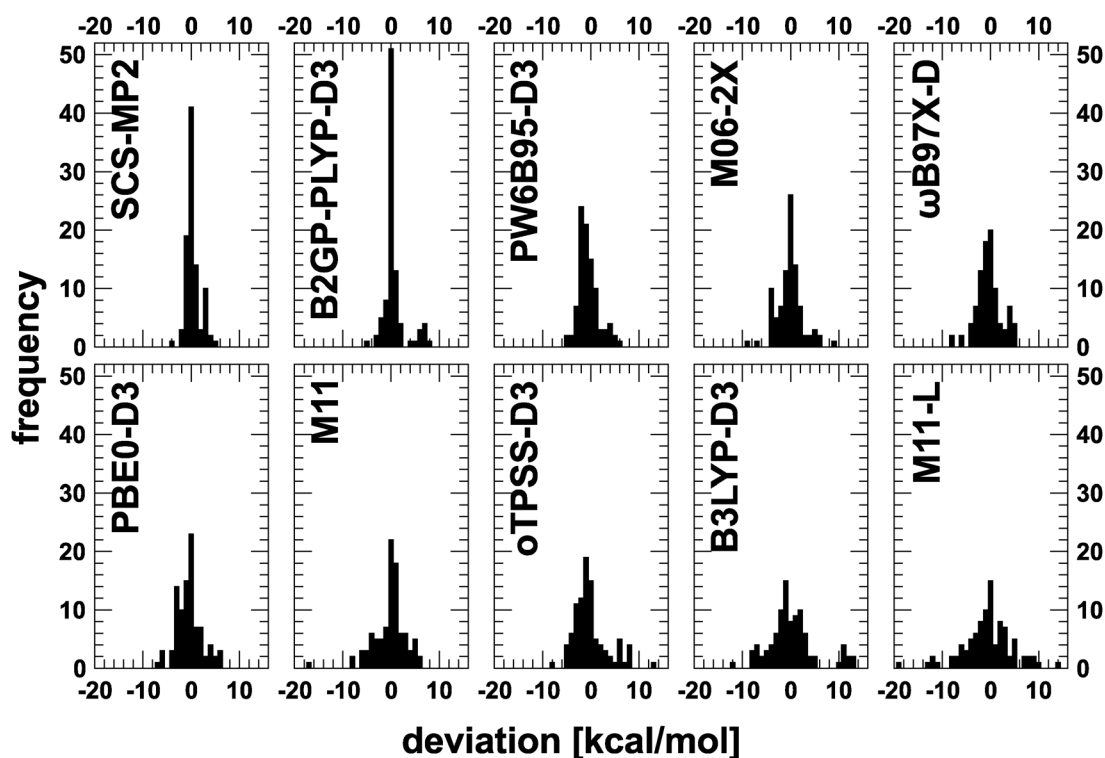 -20 -10 0 10 -20 -10 0 10 -20 -10 0 10 -20 -10 0 10 -20 -10 0 10
50 50
40 40
30 30
20 20
10 10
0 0
SCS-MP2
B2GP-PLYP-D3
PW6B95-D3
M06-2X
ωB97X-D
frequency
50 50
40 40
30 30
20 20
10 10
0 0
PBE0-D3
M11
oTPSS-D3
B3LYP-D3
M11-L
-20 -10 0 10 -20 -10 0 10 -20 -10 0 10 -20 -10 0 10 -20 -10 0 10
deviation [kcal/mol]